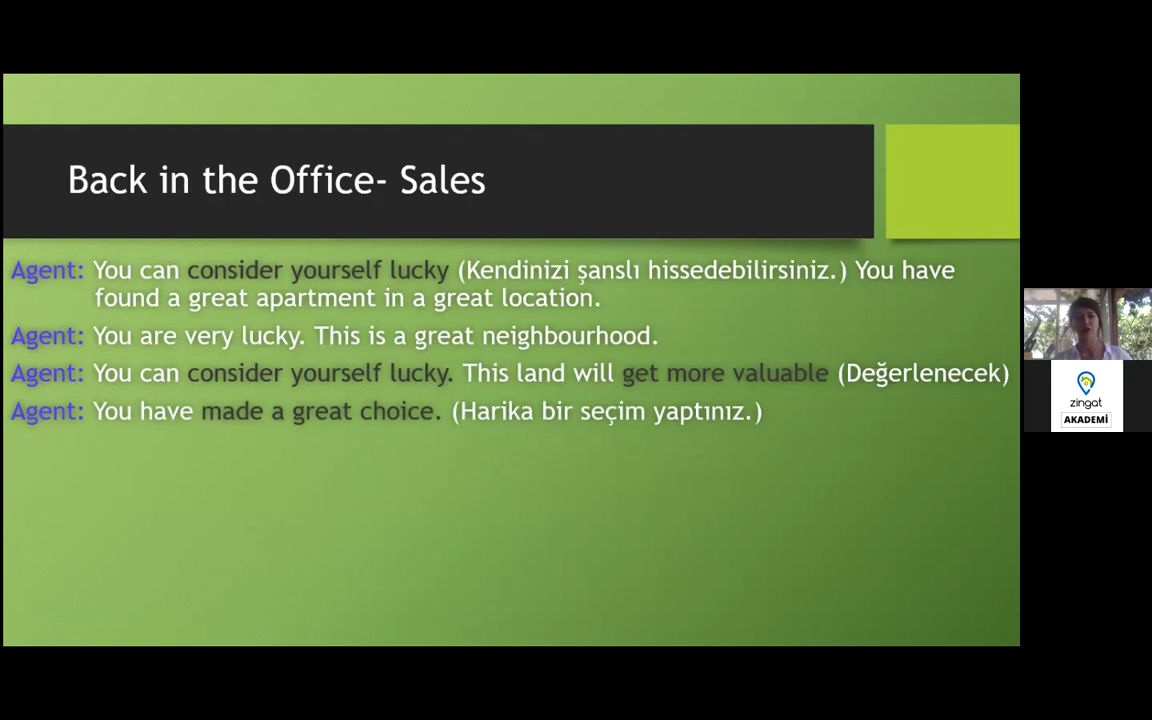 Back in the Office- Sales
Agent: You can consider yourself lucky (Kendinizi şanslı hissedebilirsiniz.) You have
found a great apartment in a great location.
Agent: You are very lucky. This is a great neighbourhood.
Agent: You can consider yourself lucky. This land will get more valuable (Değerlenecek)
Agent: You have made a great choice. (Harika bir seçim yaptınız.)
zingat
AKADEMİ